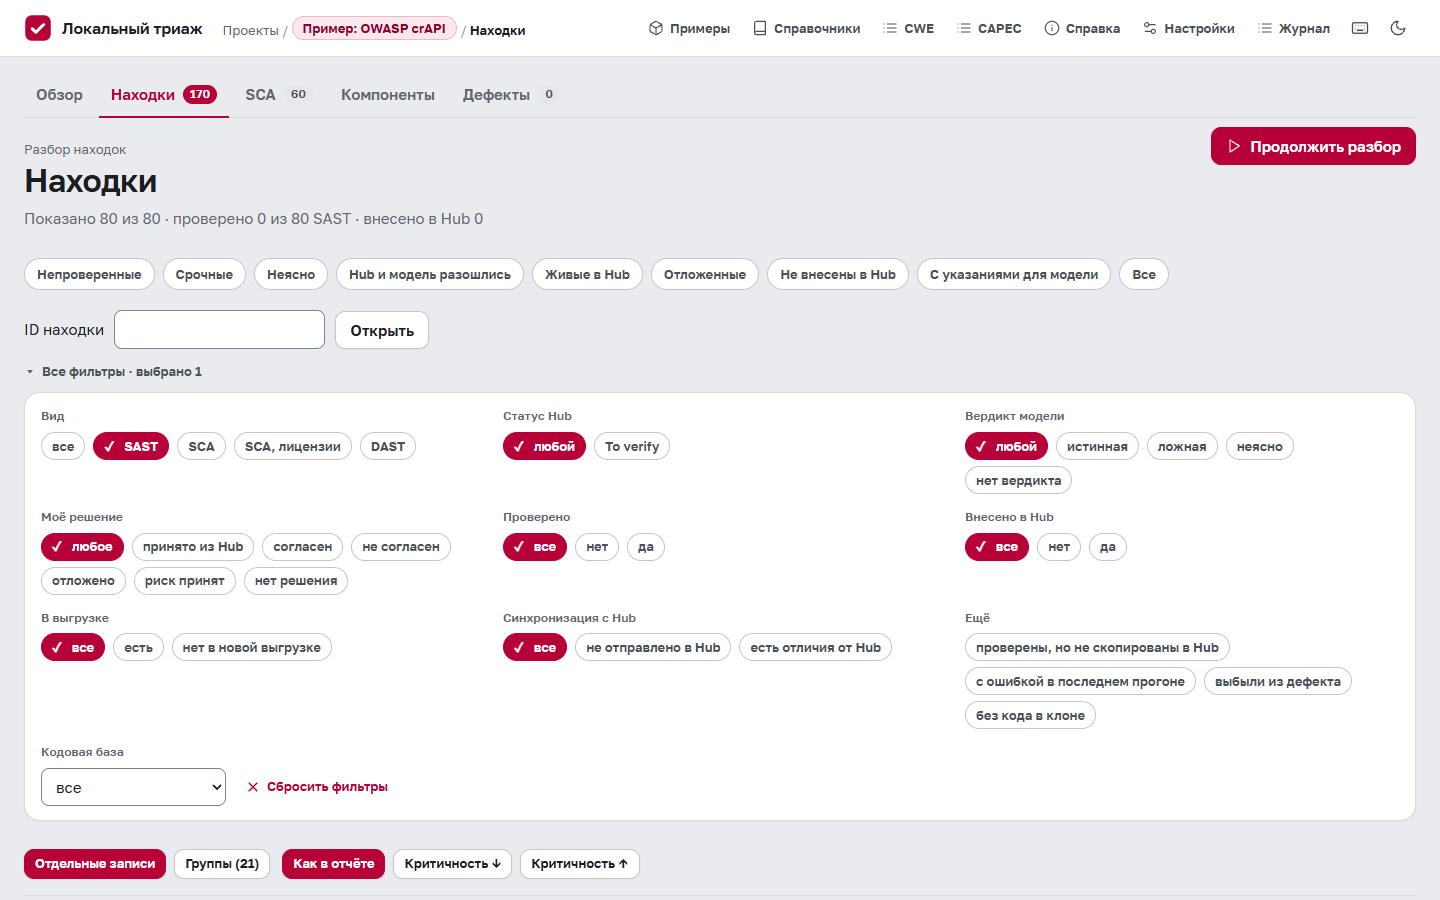 Локальный триаж Проекты / Пример: OWASP crAPI / Находки Примеры Справочники CWE CAPEC Справка Настройки Журнал
Обзор Находки 170 SCA 60 Компоненты Дефекты 0
Разбор находок
Продолжить разбор
Находки
Показано 80 из 80 · проверено 0 из 80 SAST · внесено в Hub 0
Непроверенные Срочные Неясно Hub и модель разошлись Живые в Hub Отложенные Не внесены в Hub С указаниями для модели Все
ID находки Открыть
Все фильтры · выбрано 1
Вид Статус Hub Вердикт модели
все ✓ SAST SCA SCA, лицензии DAST ✓ любой To verify ✓ любой истинная ложная неясно
нет вердикта
Моё решение Проверено Внесено в Hub
✓ любое принято из Hub согласен не согласен ✓ все нет да ✓ все нет да
отложено риск принят нет решения
В выгрузке Синхронизация с Hub Ещё
✓ все есть нет в новой выгрузке ✓ все не отправлено в Hub есть отличия от Hub проверены, но не скопированы в Hub
с ошибкой в последнем прогоне выбыли из дефекта
без кода в клоне
Кодовая база
все Сбросить фильтры
Отдельные записи Группы (21) Как в отчёте Критичность ↓ Критичность ↑